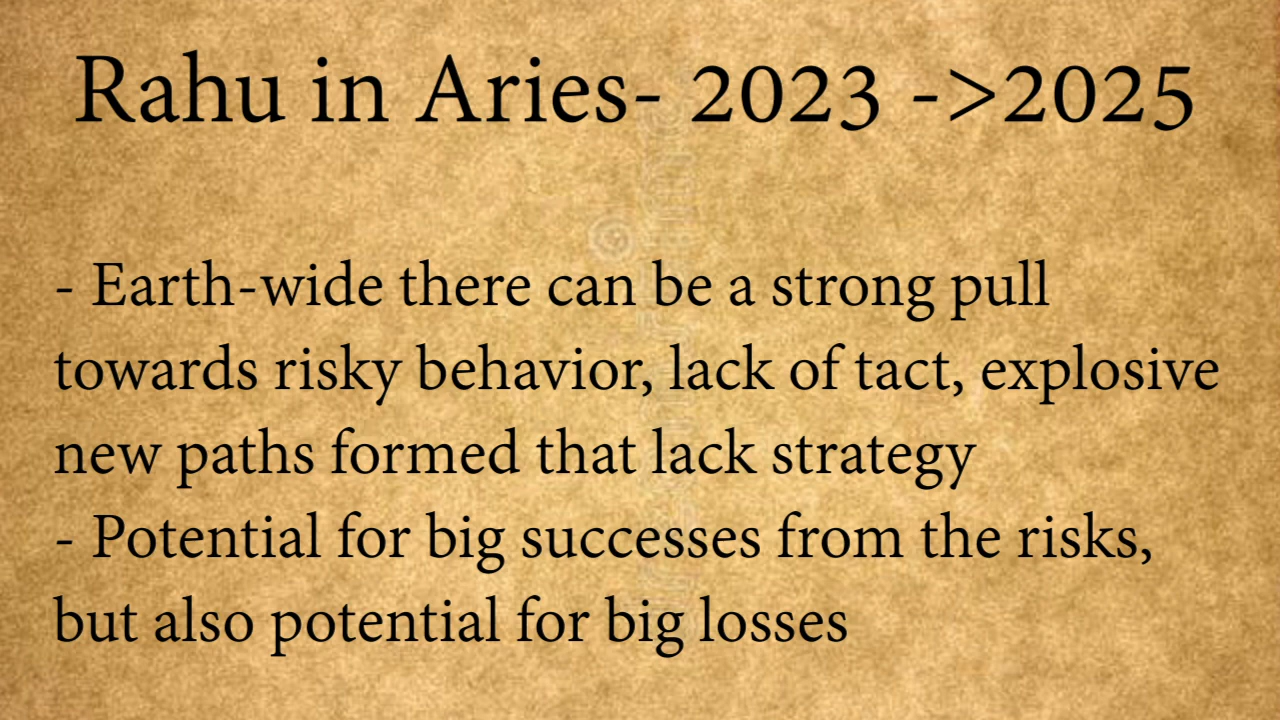 Rahu in Aries- 2023 ->2025
- Earth-wide there can be a strong pull
towards risky behavior, lack of tact, explosive
new paths formed that lack strategy
- Potential for big successes from the risks,
but also potential for big losses